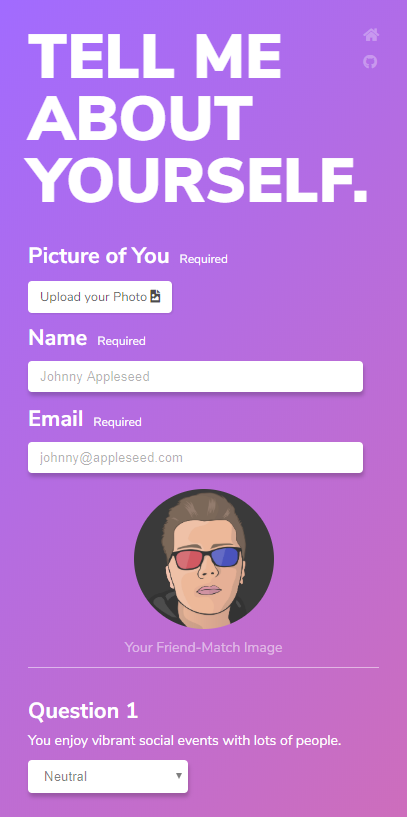 TELL ME
ABOUT
YOURSELF.
Picture of You Required
Upload your Photo
Name Required
Johnny Appleseed
Email Required
johnny@appleseed.com
Your Friend-Match Image
Question 1
You enjoy vibrant social events with lots of people.
Neutral